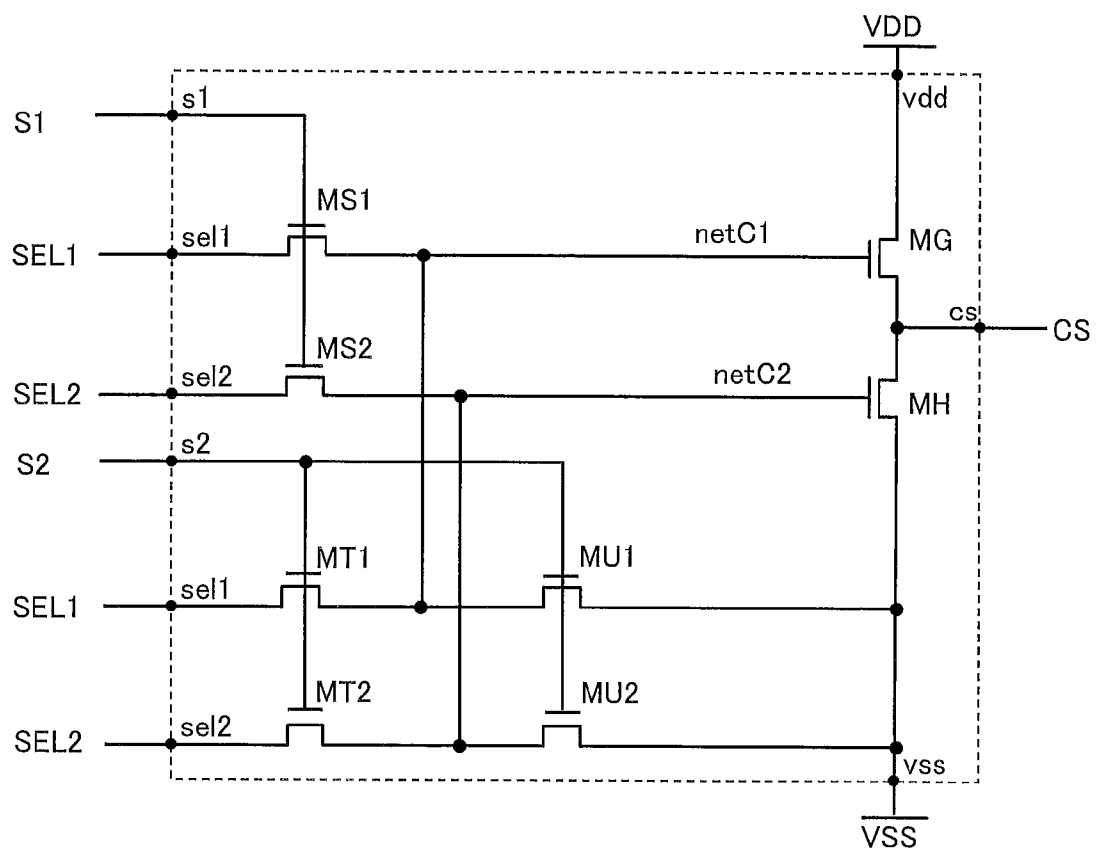 VDD
vdd
s1
S1
MS1
sel1
SEL1
netC1
MG
cs
CS
MS2
sel2
SEL2
netC2
MH
s2
S2
MT1
MU1
sel1
SEL1
MT2
MU2
sel2
SEL2
vss
VSS